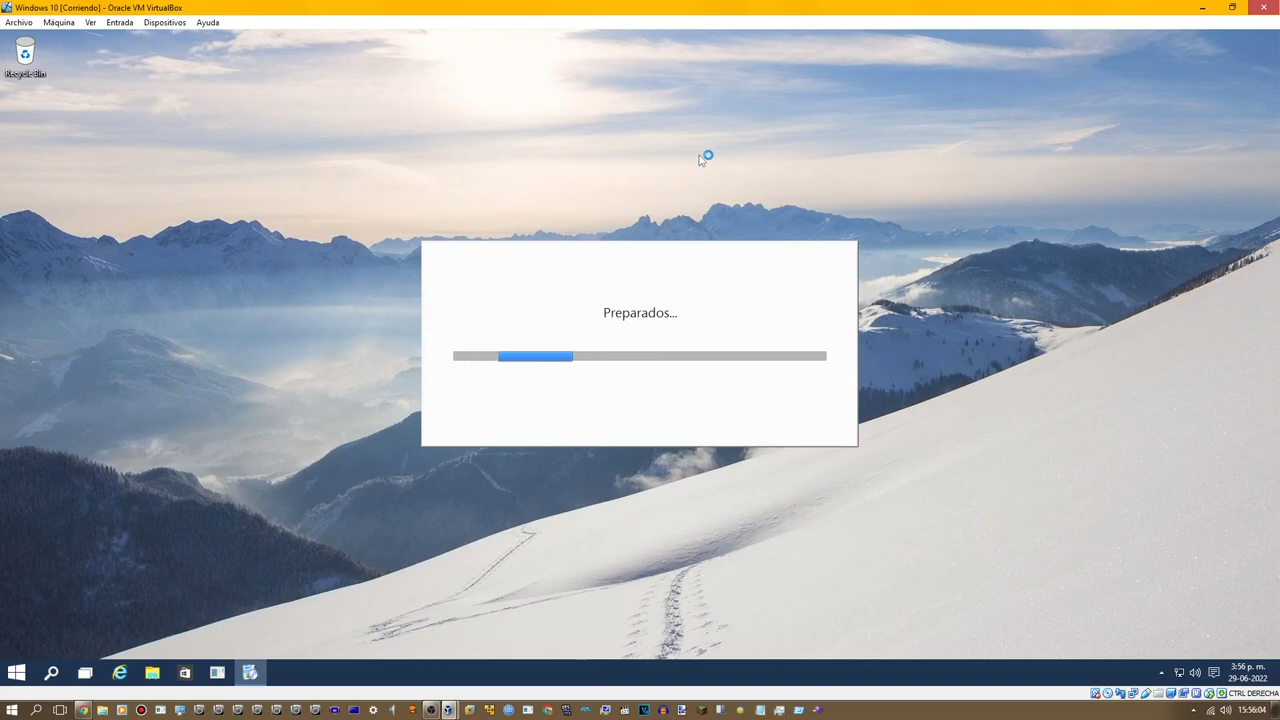 Windows 10 [Corriendo] - Oracle VM VirtualBox
Archivo Máquina Ver Entrada Dispositivos Ayuda
Recycle Bin
Preparados...
3:56 p. m.
29-06-2022
CTRL DERECHA
15:56:04